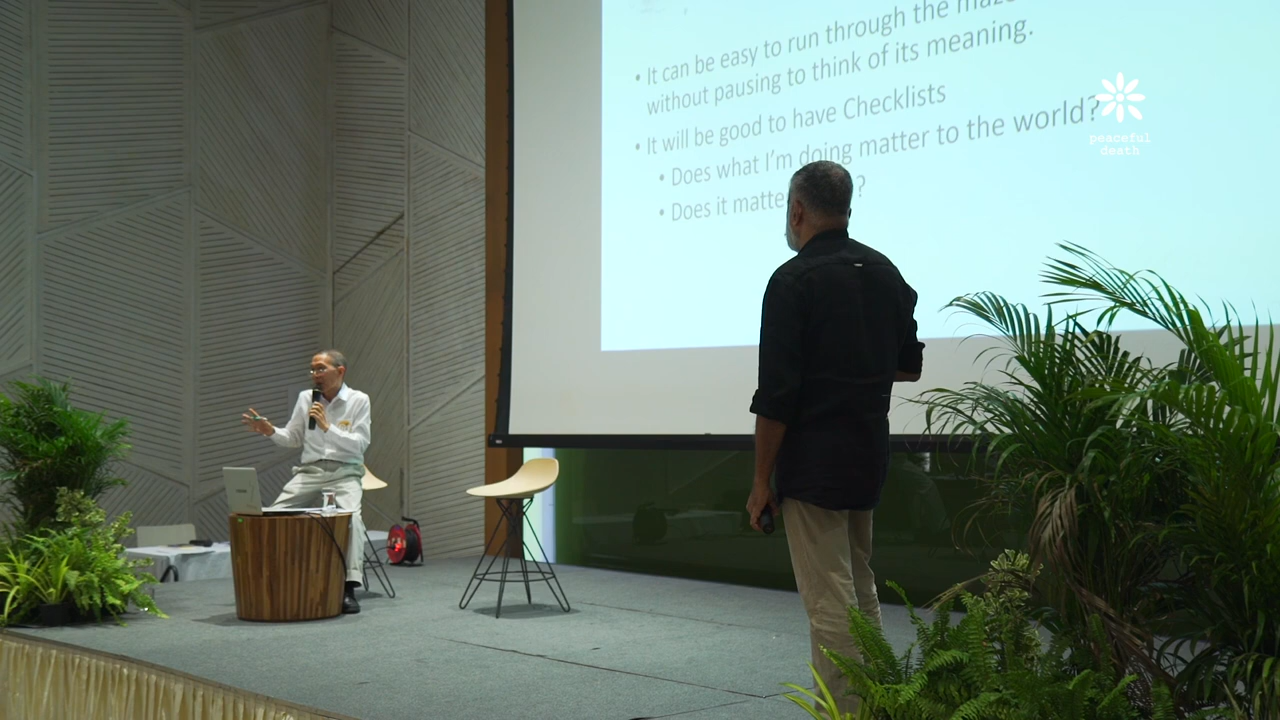 • It can be easy to run through the maze
without pausing to think of its meaning.
• It will be good to have Checklists
• Does what I'm doing matter to the world?
• Does it matte ?
peaceful
death